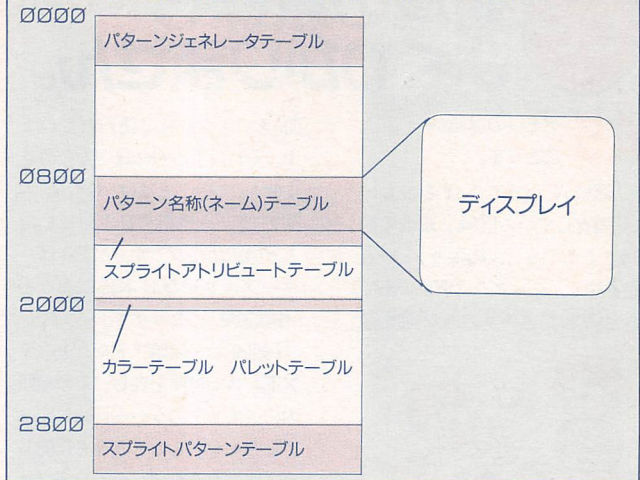 0000
パターンジェネレータテーブル
0800
パターン名称(ネーム)テーブル
ディスプレイ
スプライトアトリビュートテーブル
2000
カラーテーブル パレットテーブル
2800
スプライトパターンテーブル